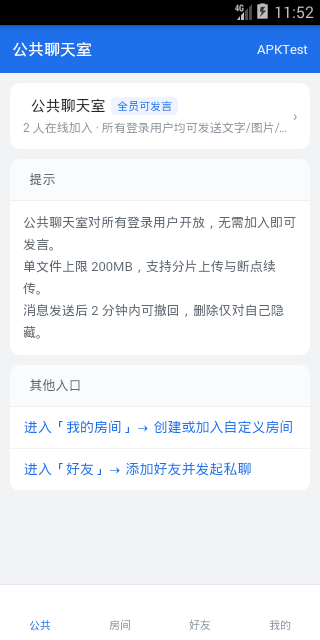 4G 11:52
公共聊天室 APKTest
公共聊天室 全员可发言
2 人在线加入 · 所有登录用户均可发送文字/图片/…
提示
公共聊天室对所有登录用户开放，无需加入即可
发言。
单文件上限 200MB，支持分片上传与断点续
传。
消息发送后 2 分钟内可撤回，删除仅对自己隐
藏。
其他入口
进入「我的房间」→ 创建或加入自定义房间
进入「好友」→ 添加好友并发起私聊
公共 房间 好友 我的